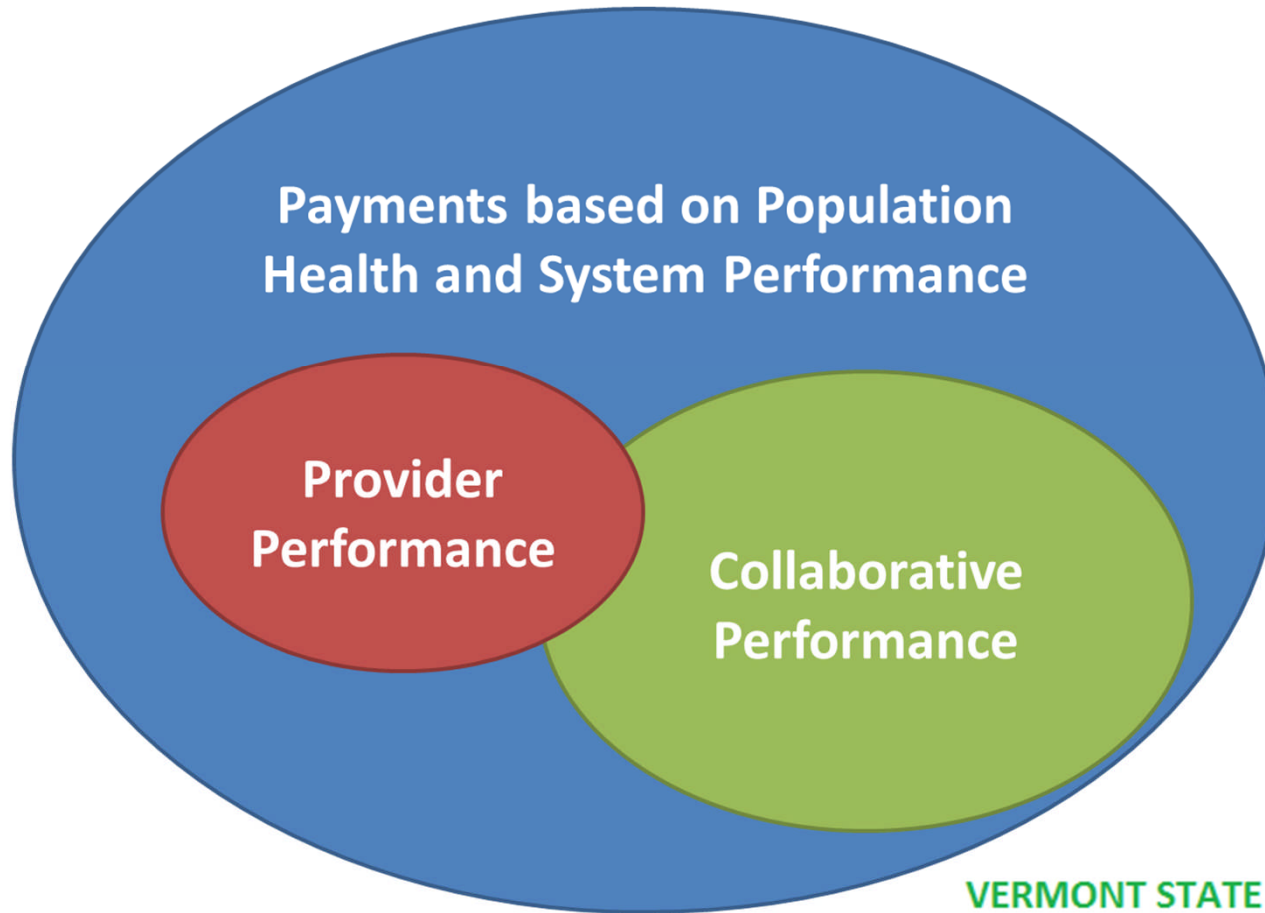 Payments based on Population
Health and System Performance
Provider
Performance
Collaborative
Performance
VERMONT STATE